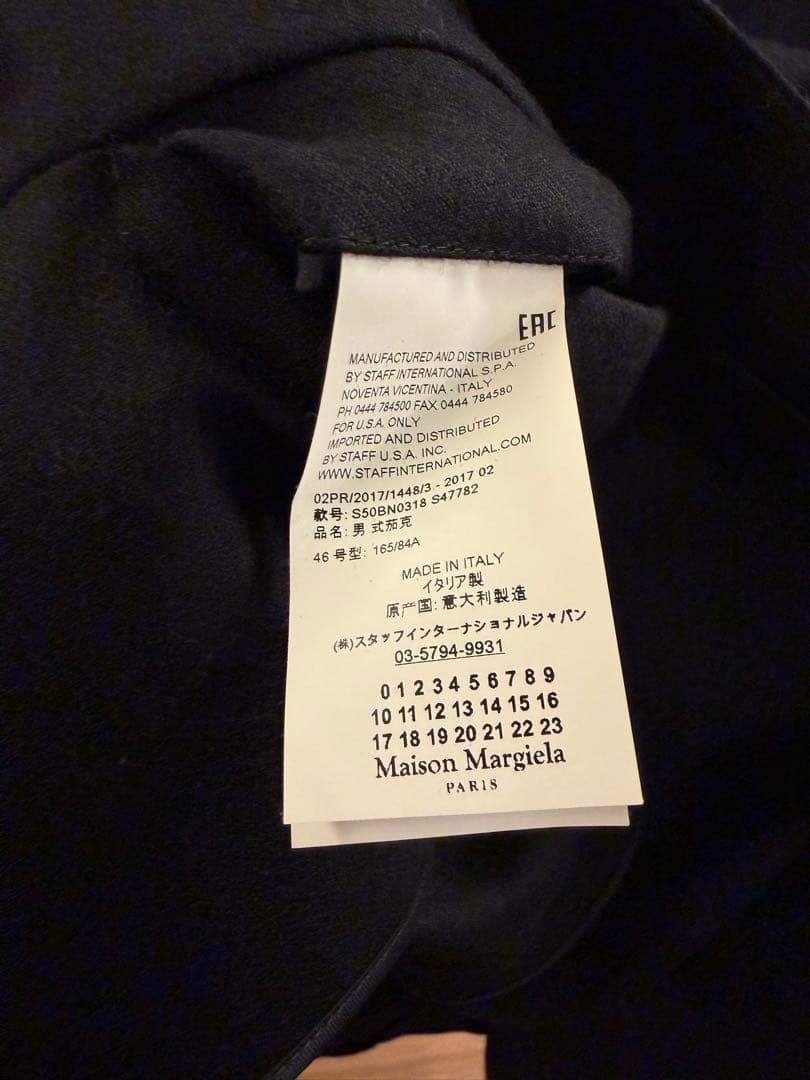 EAC
MANUFACTURED AND DISTRIBUTED
BY STAFF INTERNATIONAL S.P.A.
NOVENTA VICENTINA - ITALY
PH 0444 784500 FAX 0444 784580
FOR U.S.A. ONLY
IMPORTED AND DISTRIBUTED
BY STAFF U.S.A. INC.
WWW.STAFFINTERNATIONAL.COM
02PR/2017/1448/3 - 2017 02
款号: S50BN0318 S47782
品名: 男 式茄克
46 号型: 165/84A
MADE IN ITALY
イタリア製
原产国: 意大利製造
(株)スタッフインターナショナルジャパン
03-5794-9931
0 1 2 3 4 5 6 7 8 9
10 11 12 13 14 15 16
17 18 19 20 21 22 23
Maison Margiela
PARIS